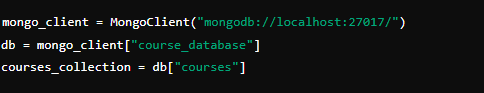 mongo_client = MongoClient("mongodb://localhost:27017/")
db = mongo_client["course_database"]
courses_collection = db["courses"]